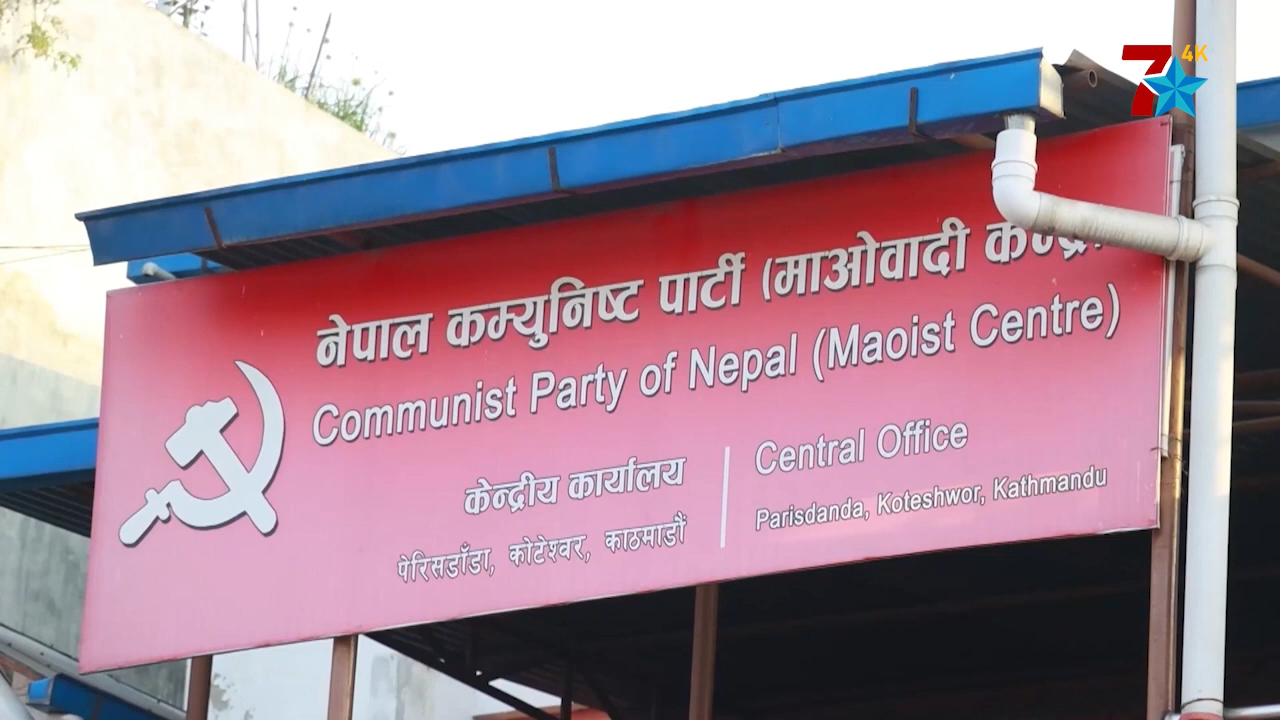 7 4K
नेपाल कम्युनिष्ट पार्टी (माओवादी केन्द्र
Communist Party of Nepal (Maoist Centre)
केन्द्रीय कार्यालय
पेरिसडाँडा, कोटेश्वर, काठमाडौं
Central Office
Parisdanda, Koteshwor, Kathmandu